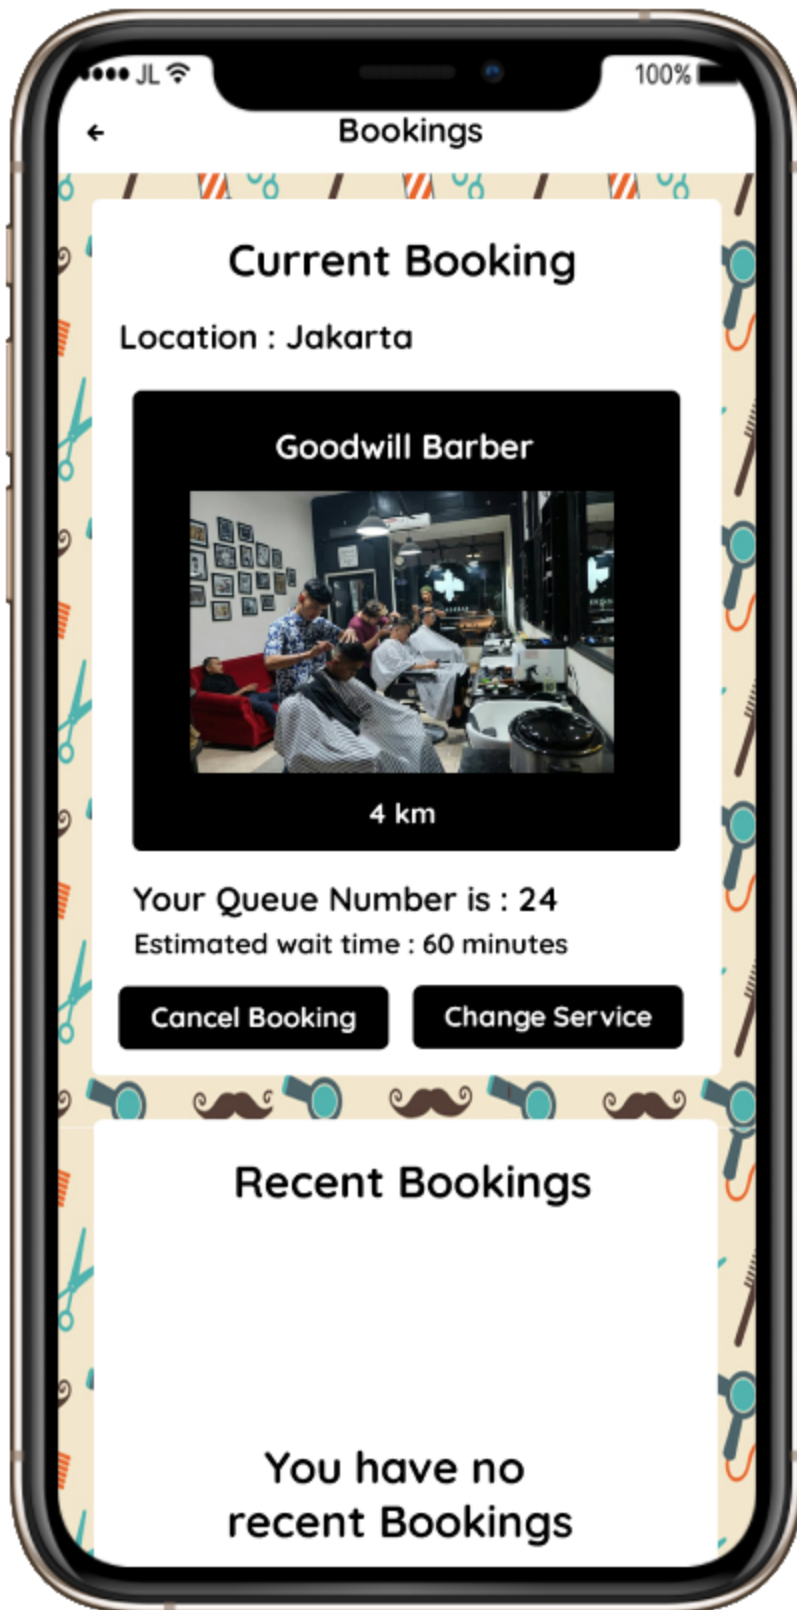 JL 100%
Bookings
Current Booking
Location : Jakarta
Goodwill Barber
4 km
Your Queue Number is : 24
Estimated wait time : 60 minutes
Cancel Booking Change Service
Recent Bookings
You have no
recent Bookings